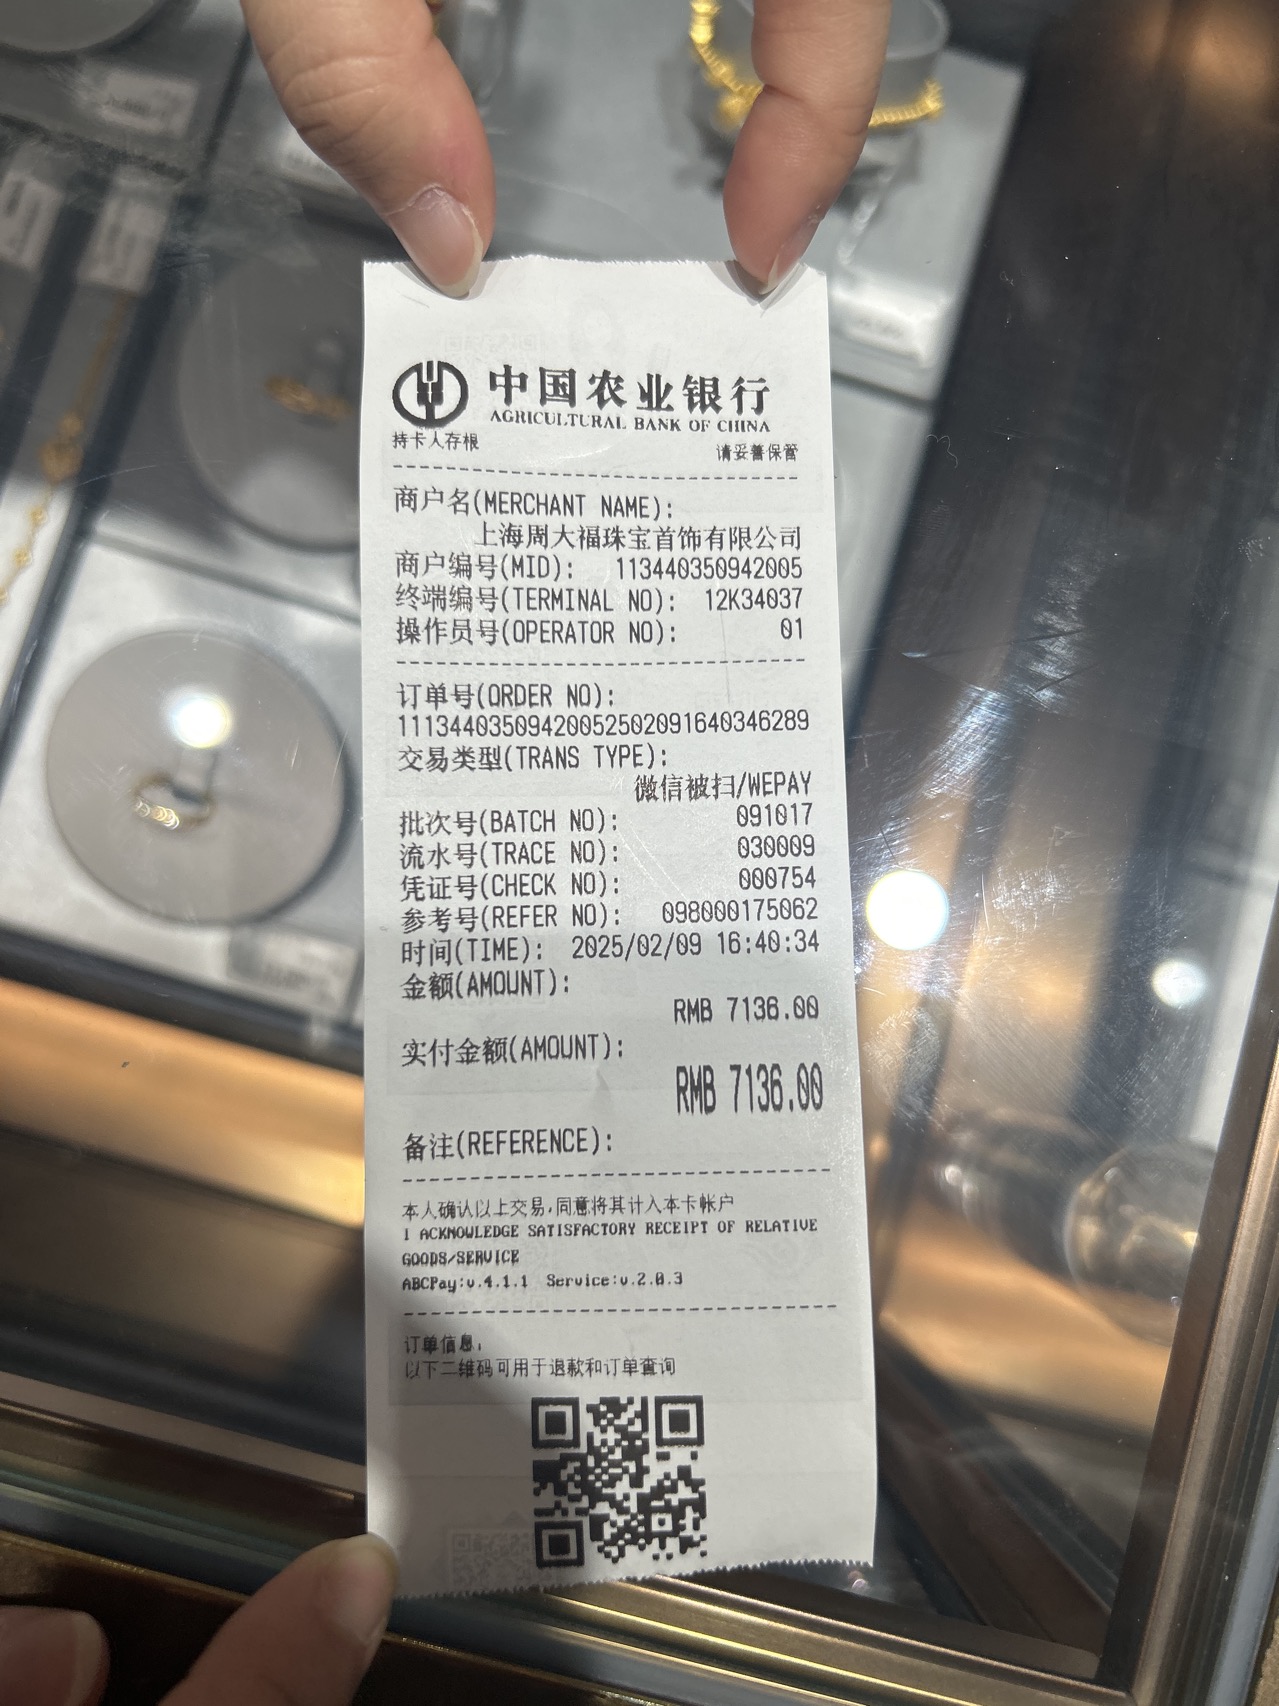 中国农业银行
AGRICULTURAL BANK OF CHINA
持卡人存根
请妥善保管
商户名(MERCHANT NAME):
上海周大福珠宝首饰有限公司
商户编号(MID): 113440350942005
终端编号(TERMINAL NO): 12K34037
操作员号(OPERATOR NO): 01
订单号(ORDER NO):
11134403509420052502091640346289
交易类型(TRANS TYPE):
微信被扫/WEPAY
批次号(BATCH NO): 091017
流水号(TRACE NO): 030009
凭证号(CHECK NO): 000754
参考号(REFER NO): 098000175062
时间(TIME): 2025/02/09 16:40:34
金额(AMOUNT):
RMB 7136.00
实付金额(AMOUNT):
RMB 7136.00
备注(REFERENCE):
本人确认以上交易,同意将其计入本卡帐户
I ACKNOWLEDGE SATISFACTORY RECEIPT OF RELATIVE
GOODS/SERVICE
ABCPay:v.4.1.1 Service:v.2.0.3
订单信息:
以下二维码可用于退款和订单查询